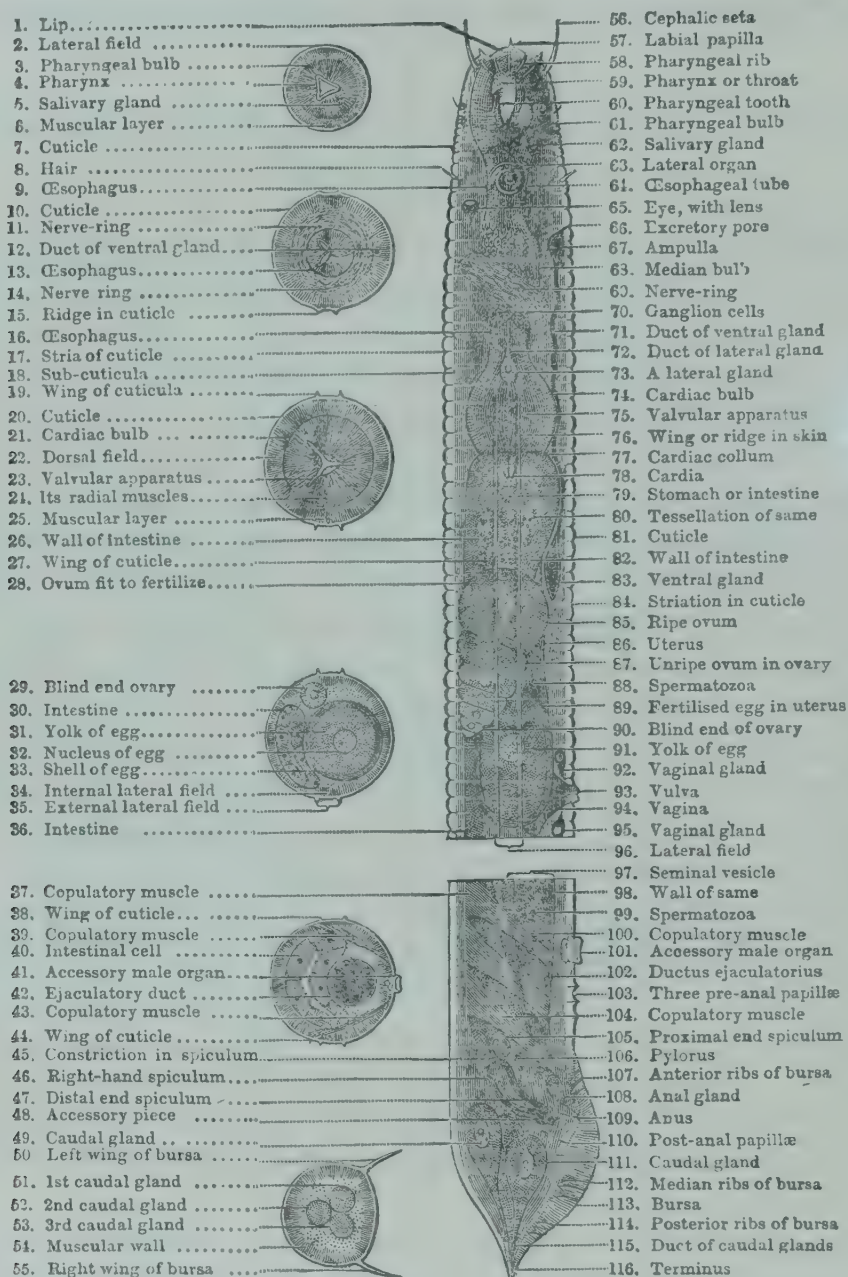 1. Lip
2. Lateral field
3. Pharyngeal bulb
4. Pharynx
5. Salivary gland
6. Muscular layer
7. Cuticle
8. Hair
9. Œsophagus
10. Cuticle
11. Nerve-ring
12. Duct of ventral gland
13. Œsophagus
14. Nerve ring
15. Ridge in cuticle
16. Œsophagus
17. Stria of cuticle
18. Sub-cuticula
19. Wing of cuticula
20. Cuticle
21. Cardiac bulb
22. Dorsal field
23. Valvular apparatus
24. Its radial muscles
25. Muscular layer
26. Wall of intestine
27. Wing of cuticle
28. Ovum fit to fertilize
29. Blind end ovary
30. Intestine
31. Yolk of egg
32. Nucleus of egg
33. Shell of egg
34. Internal lateral field
35. External lateral field
36. Intestine
37. Copulatory muscle
38. Wing of cuticle
39. Copulatory muscle
40. Intestinal cell
41. Accessory male organ
42. Ejaculatory duct
43. Copulatory muscle
44. Wing of cuticle
45. Constriction in spiculum
46. Right-hand spiculum
47. Distal end spiculum
48. Accessory piece
49. Caudal gland
50 Left wing of bursa
51. 1st caudal gland
52. 2nd caudal gland
53. 3rd caudal gland
54. Muscular wall
55. Right wing of bursa
56. Cephalic seta
57. Labial papilla
58. Pharyngeal rib
59. Pharynx or throat
60. Pharyngeal tooth
61. Pharyngeal bulb
62. Salivary gland
63. Lateral organ
64. Œsophageal tube
65. Eye, with lens
66. Excretory pore
67. Ampulla
68. Median bulb
69. Nerve-ring
70. Ganglion cells
71. Duct of ventral gland
72. Duct of lateral gland
73. A lateral gland
74. Cardiac bulb
75. Valvular apparatus
76. Wing or ridge in skin
77. Cardiac collum
78. Cardia
79. Stomach or intestine
80. Tessellation of same
81. Cuticle
82. Wall of intestine
83. Ventral gland
84. Striation in cuticle
85. Ripe ovum
86. Uterus
87. Unripe ovum in ovary
88. Spermatozoa
89. Fertilised egg in uterus
90. Blind end of ovary
91. Yolk of egg
92. Vaginal gland
93. Vulva
94. Vagina
95. Vaginal gland
96. Lateral field
97. Seminal vesicle
98. Wall of same
99. Spermatozoa
100. Copulatory muscle
101. Accessory male organ
102. Ductus ejaculatorius
103. Three pre-anal papillæ
104. Copulatory muscle
105. Proximal end spiculum
106. Pylorus
107. Anterior ribs of bursa
108. Anal gland
109. Anus
110. Post-anal papillæ
111. Caudal gland
112. Median ribs of bursa
113. Bursa
114. Posterior ribs of bursa
115. Duct of caudal glands
116. Terminus